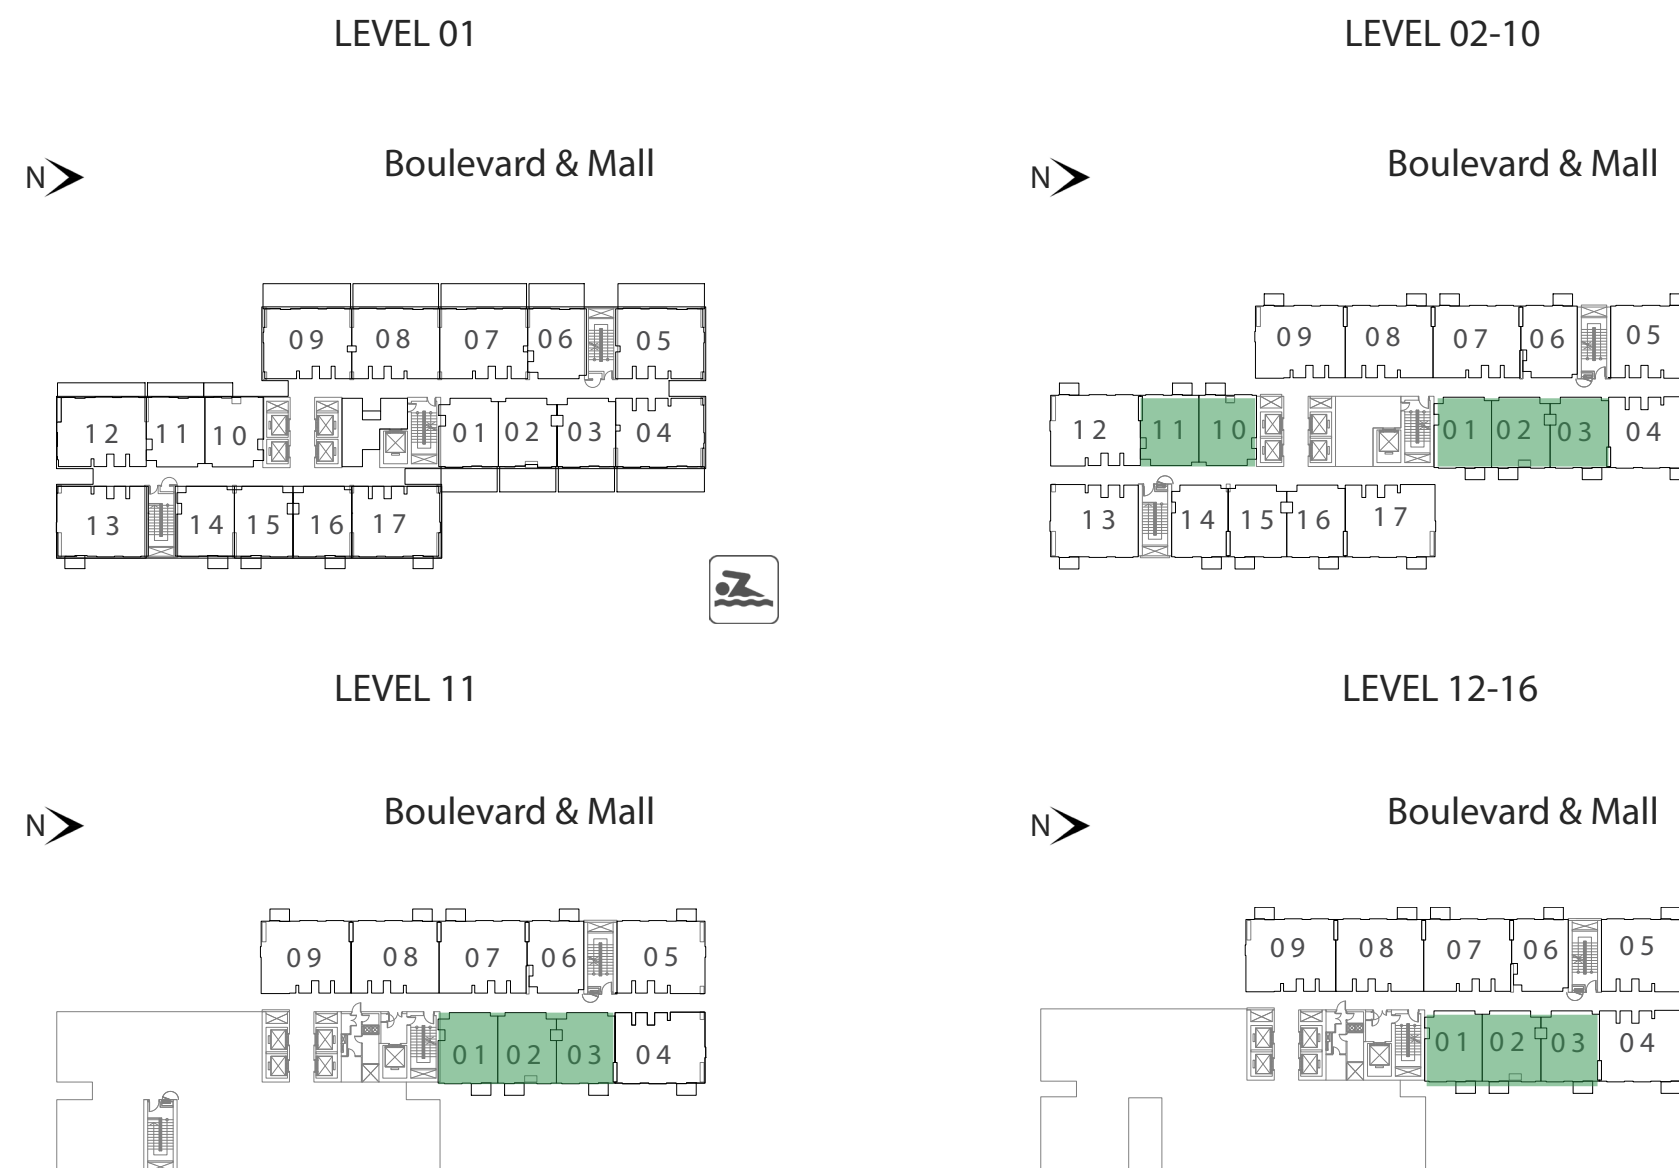 LEVEL 01
LEVEL 02-10
N
Boulevard & Mall
N
Boulevard & Mall
09 08 07 06 05
12 11 10 01 02 03 04
13 14 15 16 17
09 08 07 06 05
12 11 10 01 02 03 04
13 14 15 16 17
LEVEL 11
LEVEL 12-16
N
Boulevard & Mall
N
Boulevard & Mall
09 08 07 06 05
01 02 03 04
09 08 07 06 05
01 02 03 04